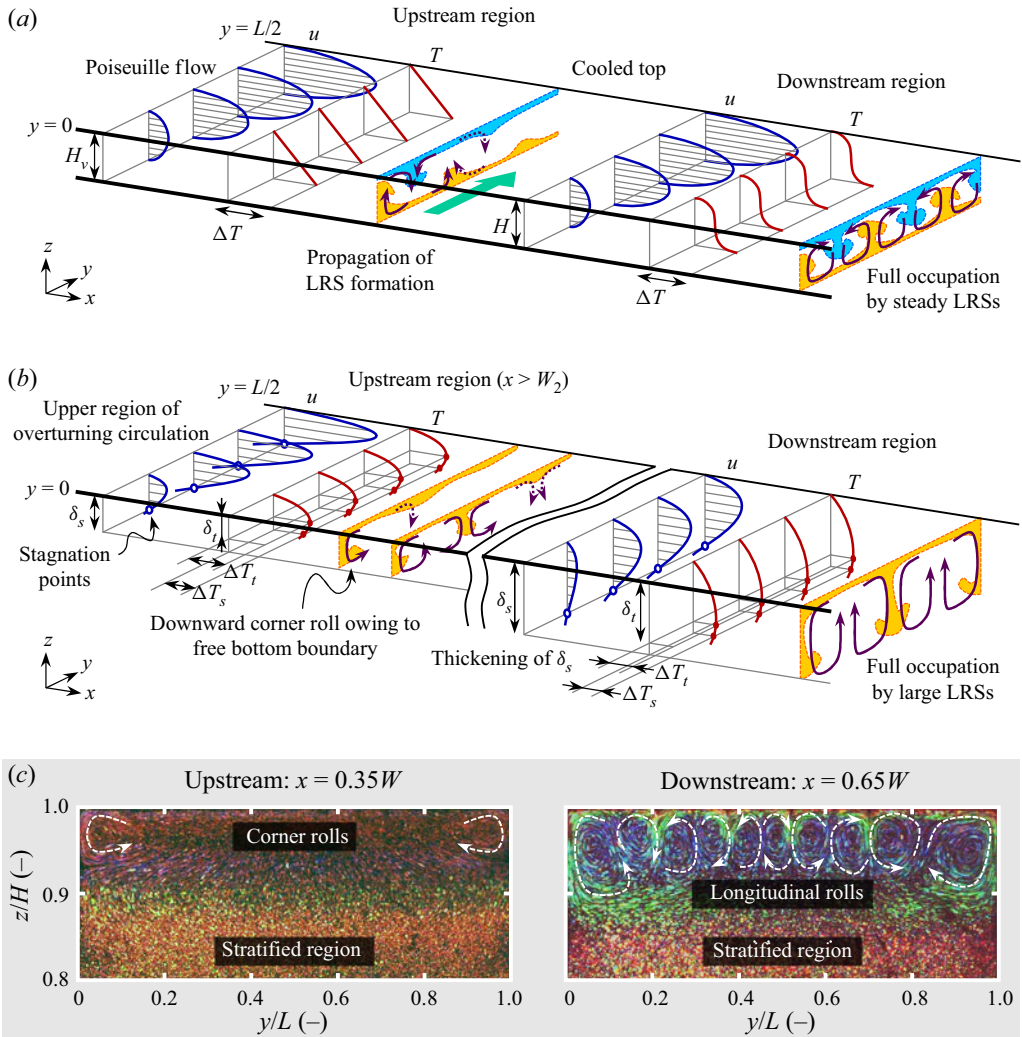 (a)
Upstream region
y = L/2
u
Poiseuille flow
T
Cooled top
Downstream region
u
T
y = 0
H_v
ΔT
H
Propagation of
LRS formation
ΔT
Full occupation
by steady LRSs
z
y
x
(b)
Upstream region (x > W_2)
y = L/2
u
Upper region of
overturning circulation
T
Downstream region
u
T
y = 0
δ_s
δ_t
Stagnation
points
ΔT_t
ΔT_s
Downward corner roll owing to
free bottom boundary
δ_s
δ_t
Thickening of δ_s
ΔT_t
ΔT_s
Full occupation
by large LRSs
z
y
x
(c)
Upstream: x = 0.35W
Downstream: x = 0.65W
1.0
0.9
0.8
z/H (–)
Corner rolls
Stratified region
Longitudinal rolls
Stratified region
0 0.2 0.4 0.6 0.8 1.0
0 0.2 0.4 0.6 0.8 1.0
y/L (–)
y/L (–)